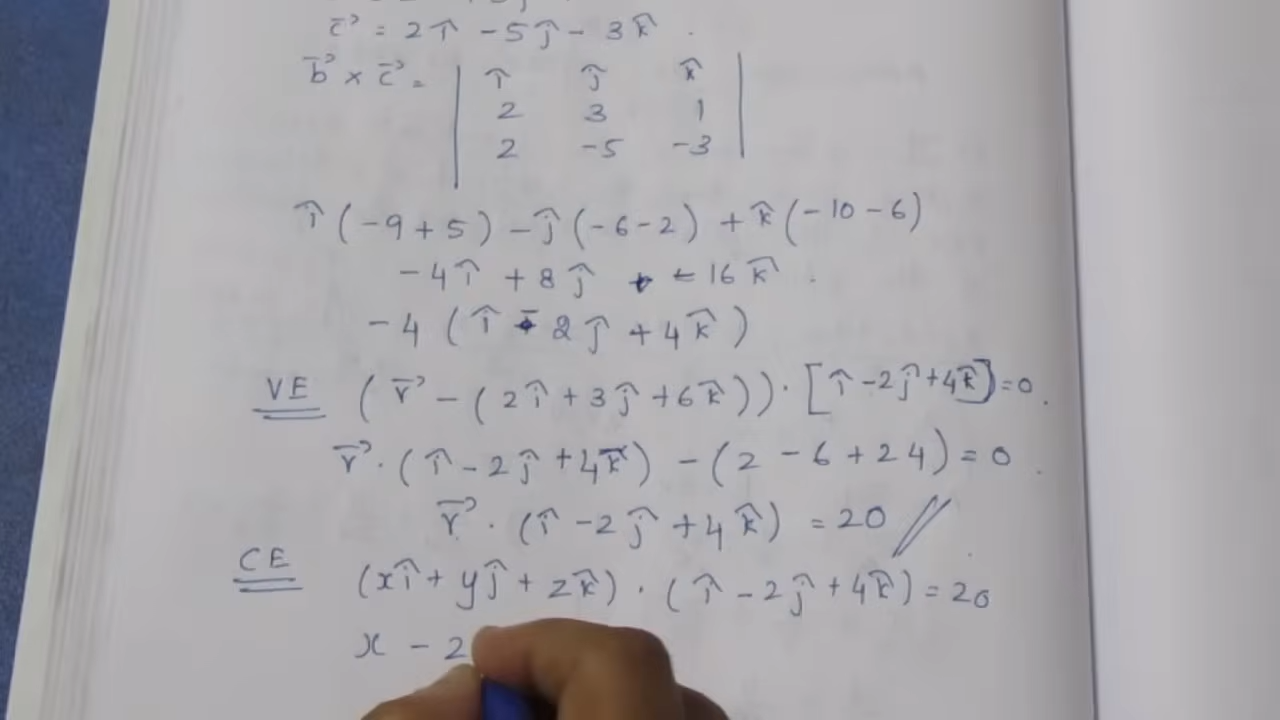 c⃗ = 2î - 5ĵ - 3k̂ .
b⃗ × c⃗ = | î ĵ k̂ |
2 3 1
2 -5 -3
î (-9+5) - ĵ (-6-2) + k̂ (-10-6)
-4î + 8ĵ - 16k̂ .
-4 ( î - 2ĵ + 4k̂ )
VE ( r⃗ - ( 2î + 3ĵ + 6k̂ ) ) . [ î - 2ĵ + 4k̂ ] = 0 .
r⃗ . ( î - 2ĵ + 4k̂ ) - ( 2 - 6 + 24 ) = 0 .
r⃗ . ( î - 2ĵ + 4k̂ ) = 20 //
CE ( xî + yĵ + zk̂ ) . ( î - 2ĵ + 4k̂ ) = 20
x - 2